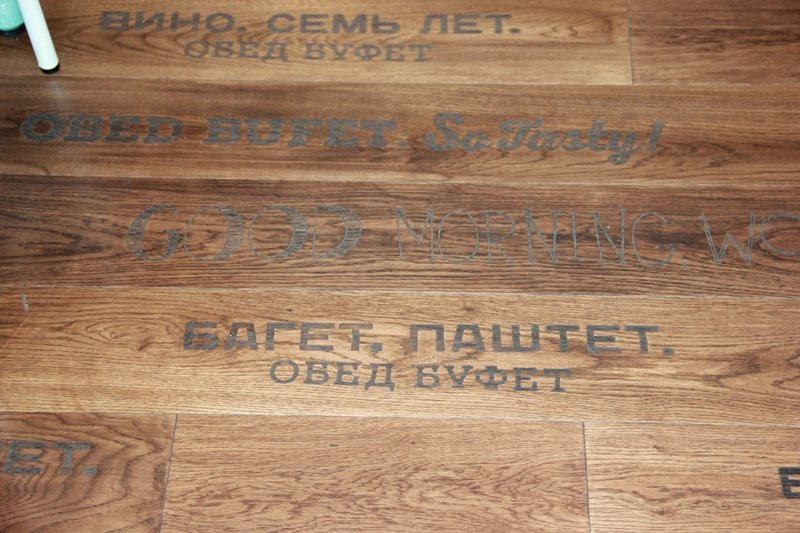 ВИНО. СЕМЬ ЛЕТ.
ОБЕД БУФЕТ
OBED BUFET. So Tasty!
GOOD MORNING, WO
БАГЕТ. ПАШТЕТ.
ОБЕД БУФЕТ
ЕТ.